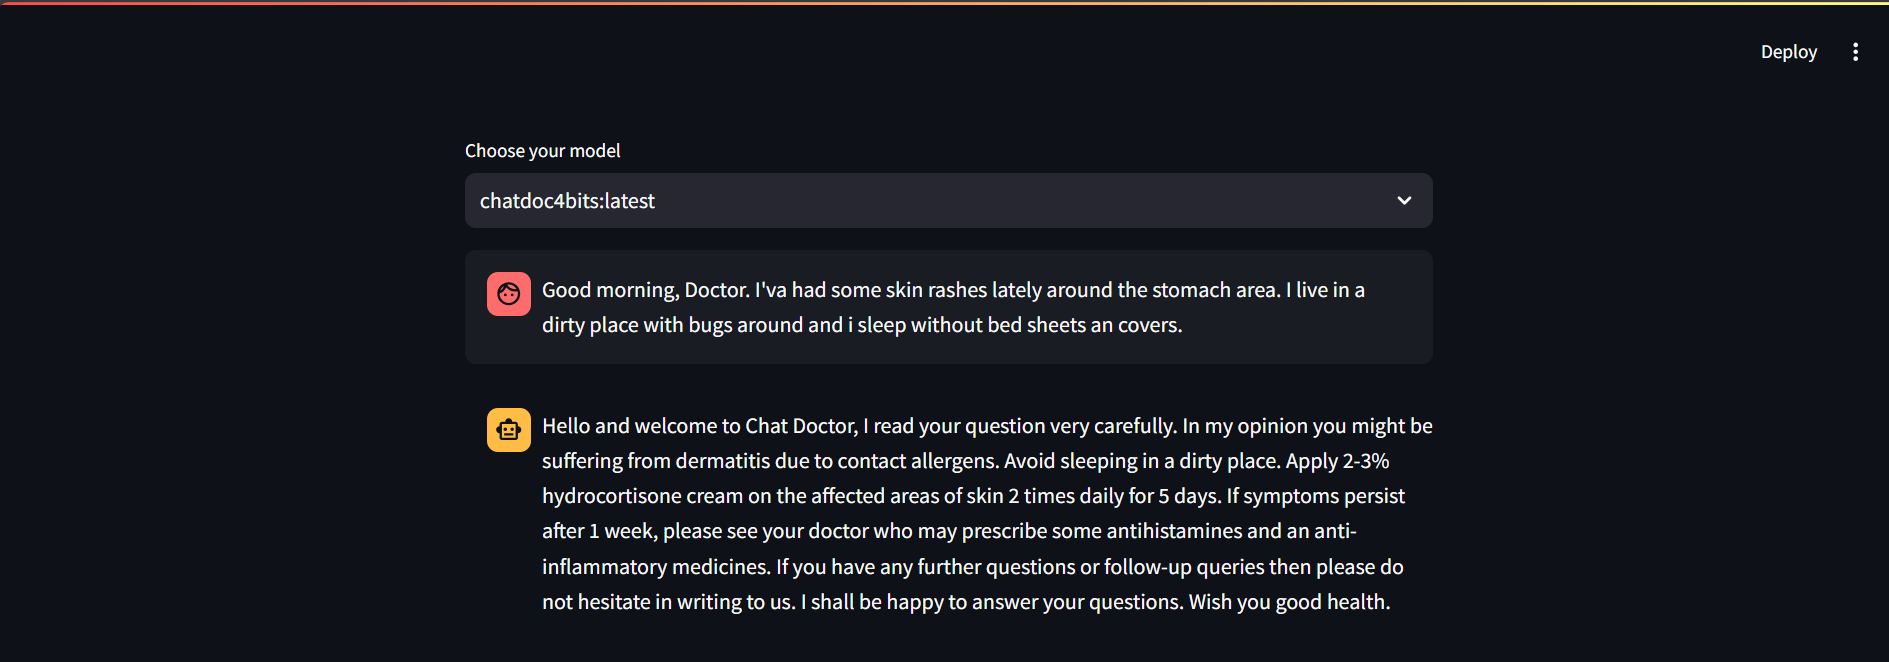 Deploy
Choose your model
chatdoc4bits:latest
Good morning, Doctor. I'va had some skin rashes lately around the stomach area. I live in a
dirty place with bugs around and i sleep without bed sheets an covers.
Hello and welcome to Chat Doctor, I read your question very carefully. In my opinion you might be
suffering from dermatitis due to contact allergens. Avoid sleeping in a dirty place. Apply 2-3%
hydrocortisone cream on the affected areas of skin 2 times daily for 5 days. If symptoms persist
after 1 week, please see your doctor who may prescribe some antihistamines and an anti-
inflammatory medicines. If you have any further questions or follow-up queries then please do
not hesitate in writing to us. I shall be happy to answer your questions. Wish you good health.